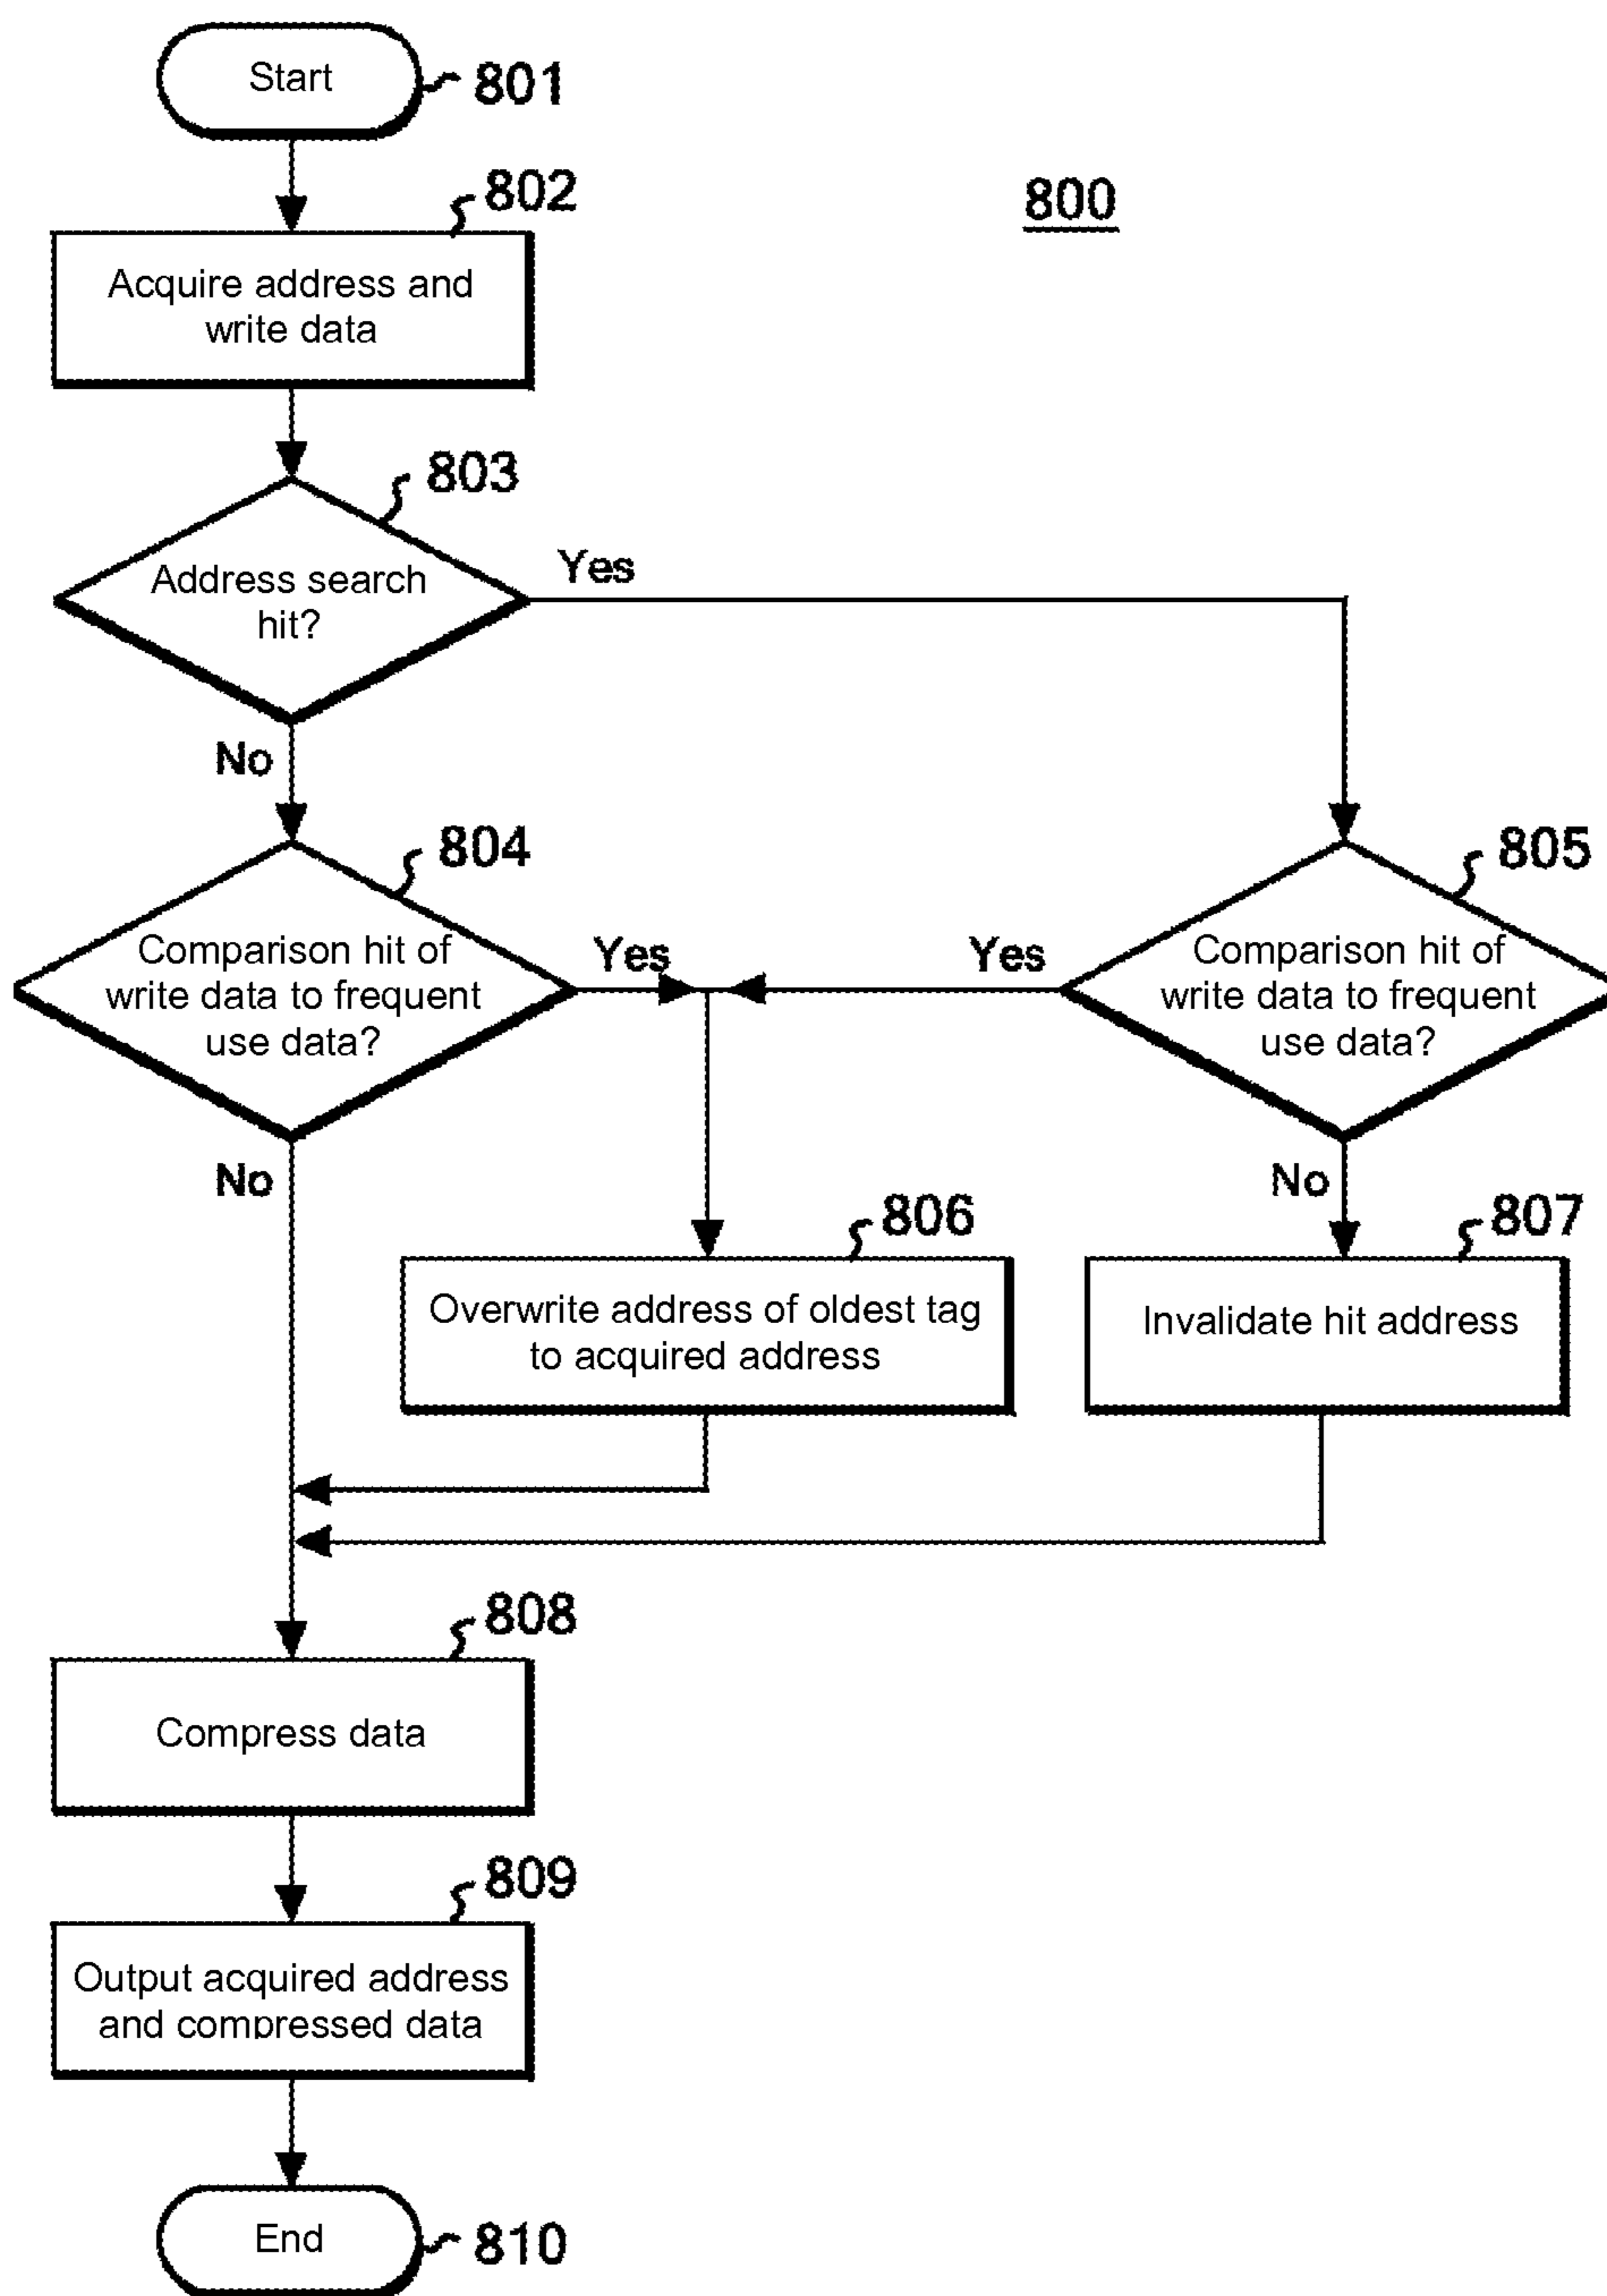 Start
801
802
800
Acquire address and
write data
803
Address search
hit?
Yes
No
804
805
Comparison hit of
write data to frequent
use data?
Yes
Yes
Comparison hit of
write data to frequent
use data?
No
No
806
807
Overwrite address of oldest tag
to acquired address
Invalidate hit address
808
Compress data
809
Output acquired address
and compressed data
End
810